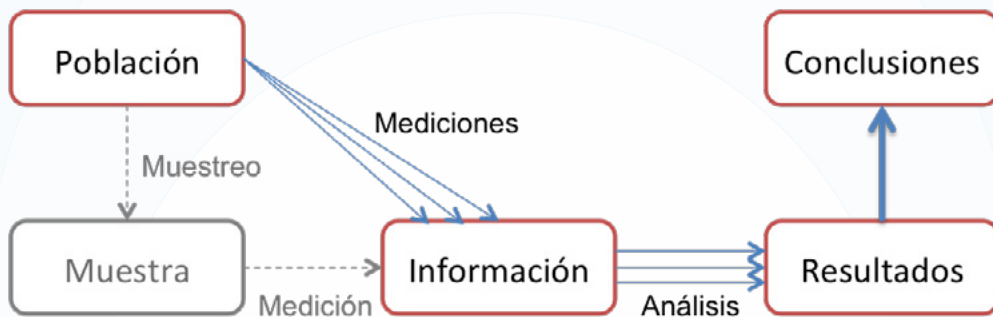 Población
Conclusiones
Mediciones
Muestreo
Muestra
Información
Resultados
Medición
Análisis